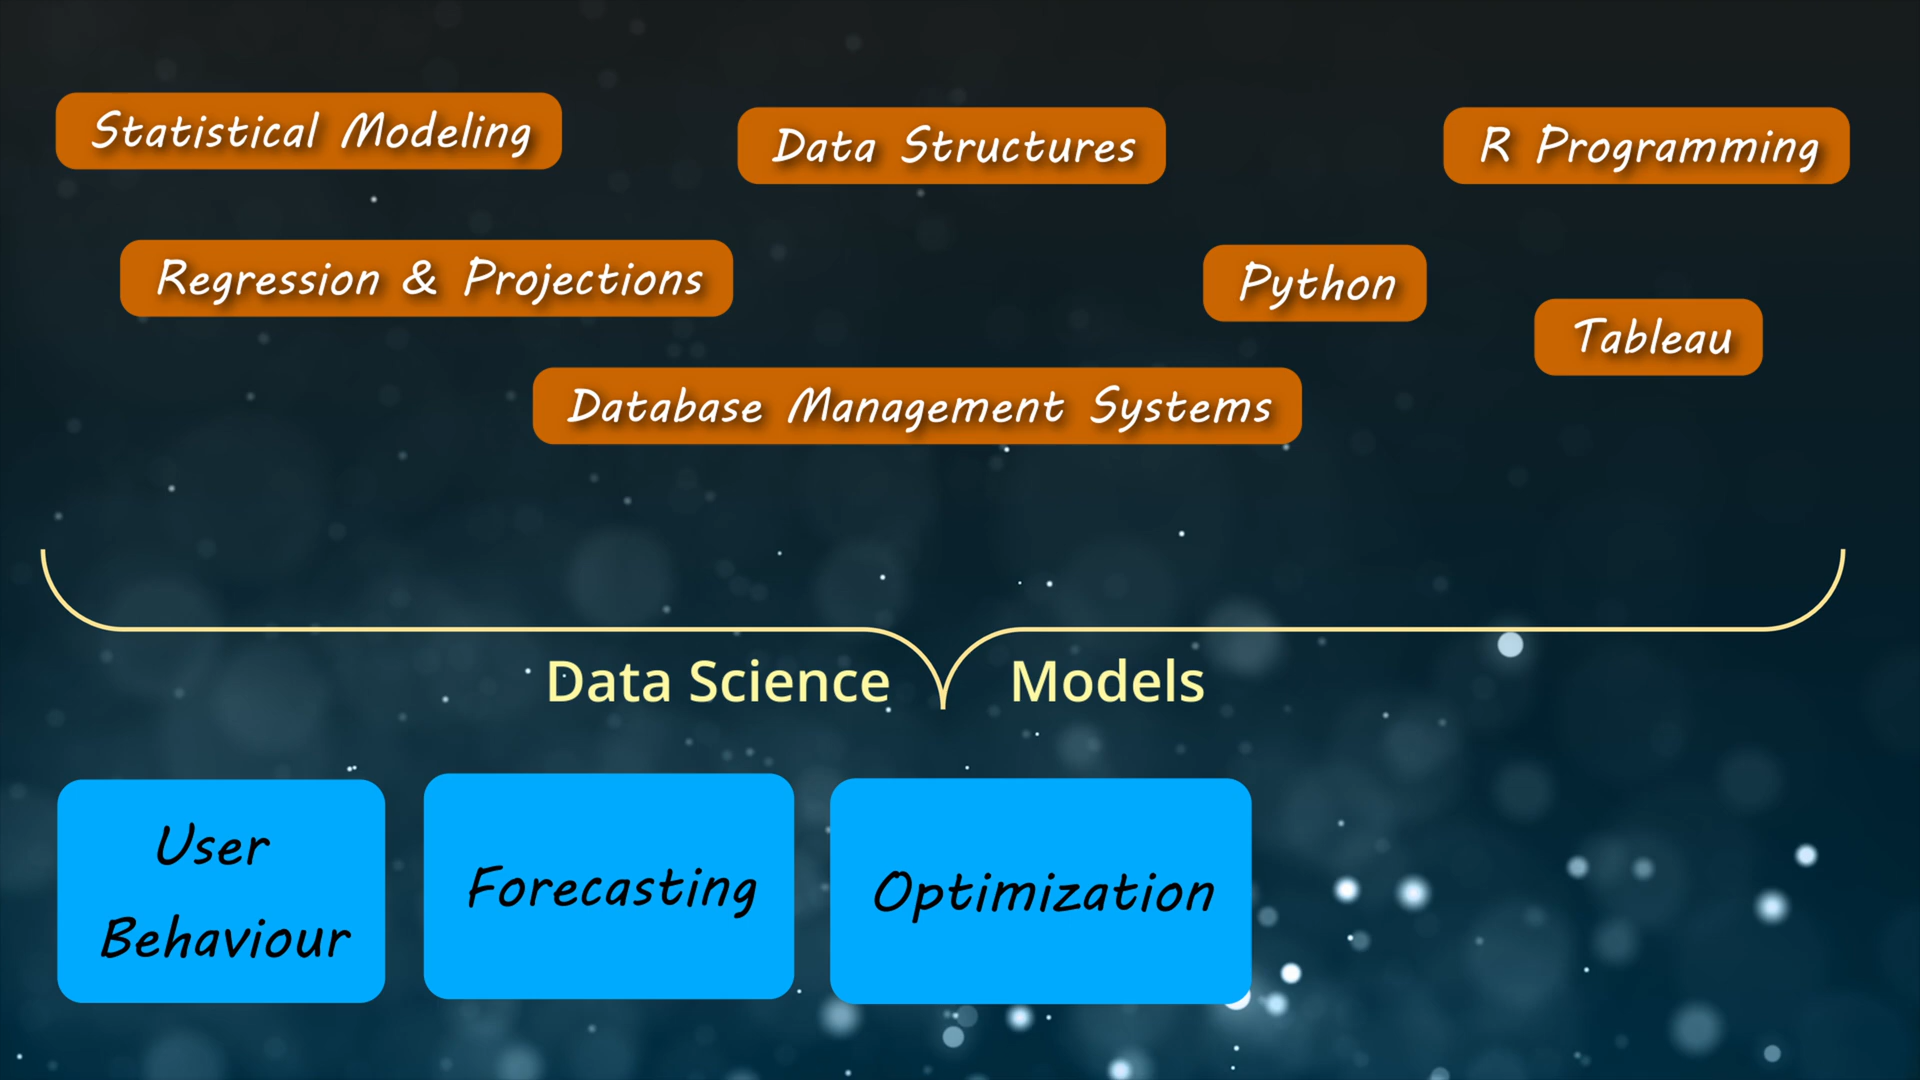 Statistical Modeling
Data Structures
R Programming
Regression & Projections
Python
Tableau
Database Management Systems
Data Science Models
User
Behaviour
Forecasting
Optimization